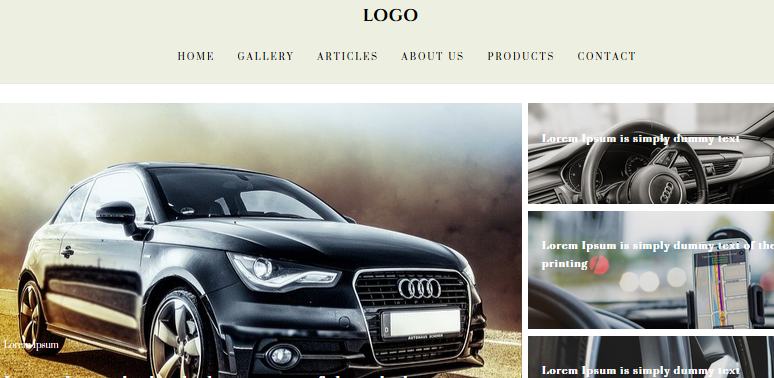 LOGO
HOME GALLERY ARTICLES ABOUT US PRODUCTS CONTACT
Lorem Ipsum is simply dummy text
Lorem Ipsum is simply dummy text of the
printing
Lorem Ipsum is simply dummy text
Lorem Ipsum